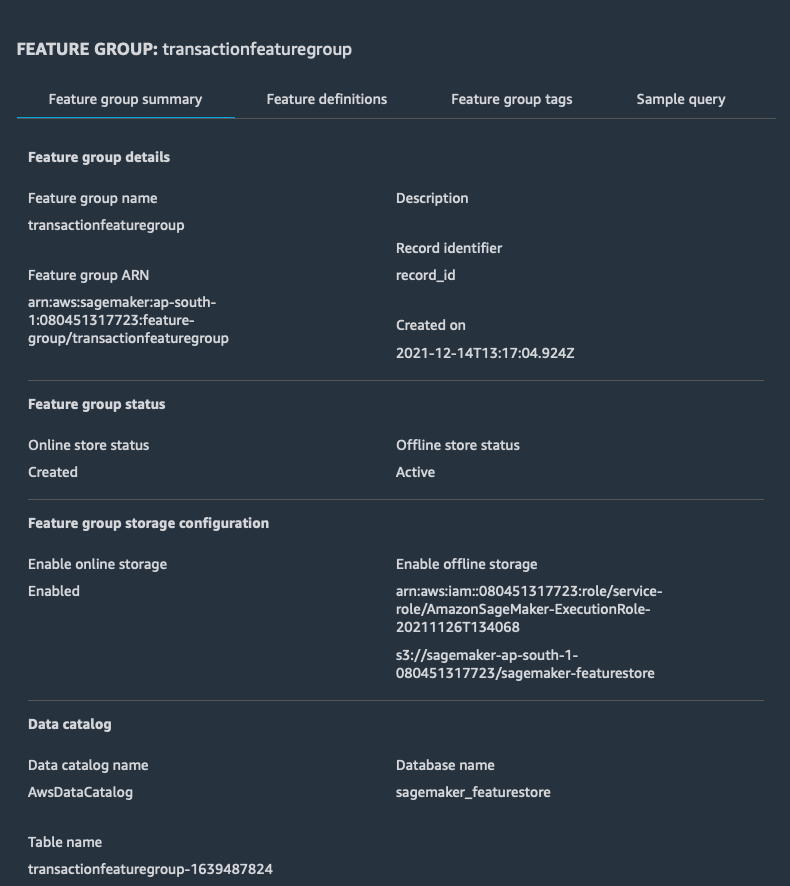 FEATURE GROUP: transactionfeaturegroup
Feature group summary Feature definitions Feature group tags Sample query
Feature group details
Feature group name
transactionfeaturegroup
Feature group ARN
arn:aws:sagemaker:ap-south-
1:080451317723:feature-
group/transactionfeaturegroup
Description
Record identifier
record_id
Created on
2021-12-14T13:17:04.924Z
Feature group status
Online store status
Created
Offline store status
Active
Feature group storage configuration
Enable online storage
Enabled
Enable offline storage
arn:aws:iam::080451317723:role/service-
role/AmazonSageMaker-ExecutionRole-
20211126T134068
s3://sagemaker-ap-south-1-
080451317723/sagemaker-featurestore
Data catalog
Data catalog name
AwsDataCatalog
Database name
sagemaker_featurestore
Table name
transactionfeaturegroup-1639487824